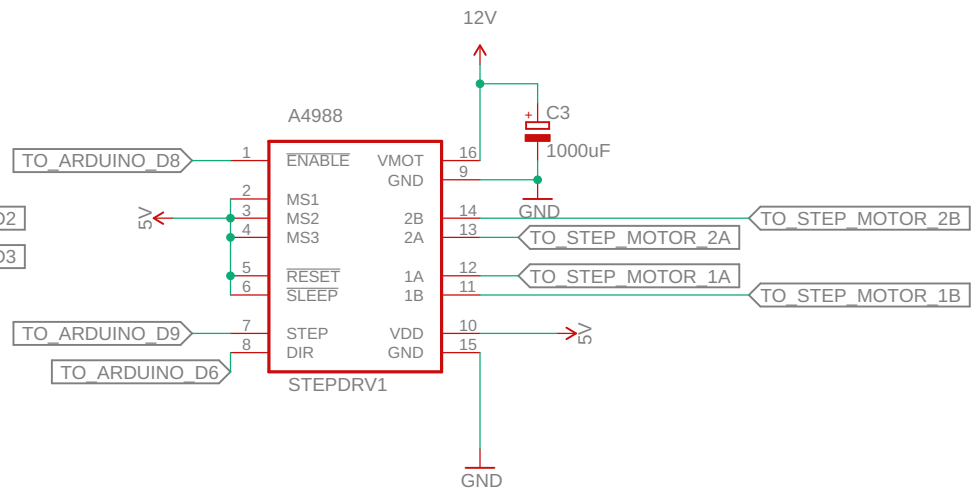 12V
A4988
C3
+
1000uF
TO_ARDUINO_D8
1
ENABLE
VMOT
16
GND
9
GND
2
MS1
D2
5V
3
MS2
2B
14
TO_STEP_MOTOR_2B
4
MS3
2A
13
TO_STEP_MOTOR_2A
D3
5
RESET
1A
12
TO_STEP_MOTOR_1A
6
SLEEP
1B
11
TO_STEP_MOTOR_1B
TO_ARDUINO_D9
7
STEP
VDD
10
5V
8
DIR
GND
15
TO_ARDUINO_D6
STEPDRV1
GND